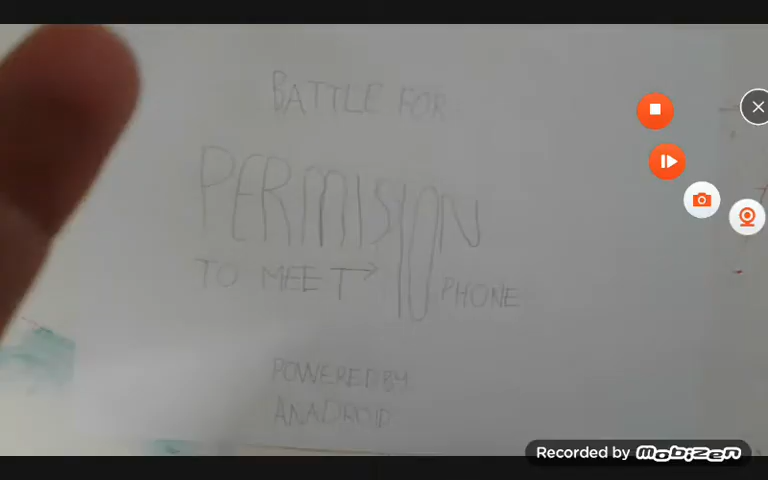 BATTLE FOR
PERMISION
TO MEET → 10 PHONE
POWERED BY
ANADROID
Recorded by mobizen